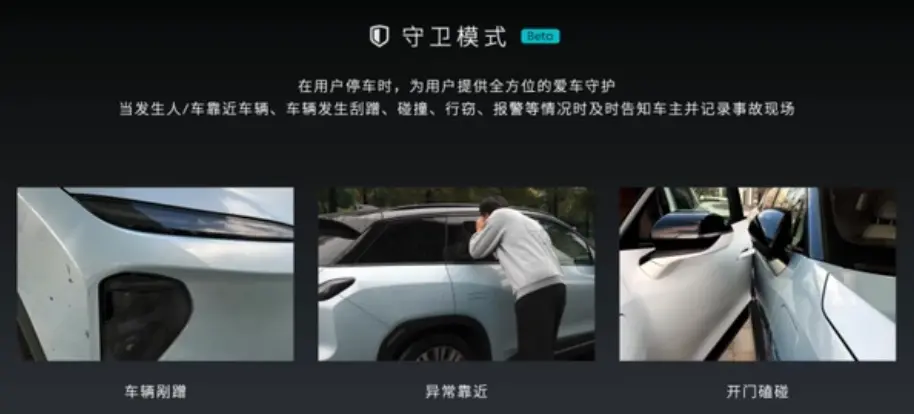 守卫模式 Beta
在用户停车时，为用户提供全方位的爱车守护
当发生人/车靠近车辆、车辆发生刮蹭、碰撞、行窃、报警等情况时及时告知车主并记录事故现场
车辆剐蹭
异常靠近
开门磕碰